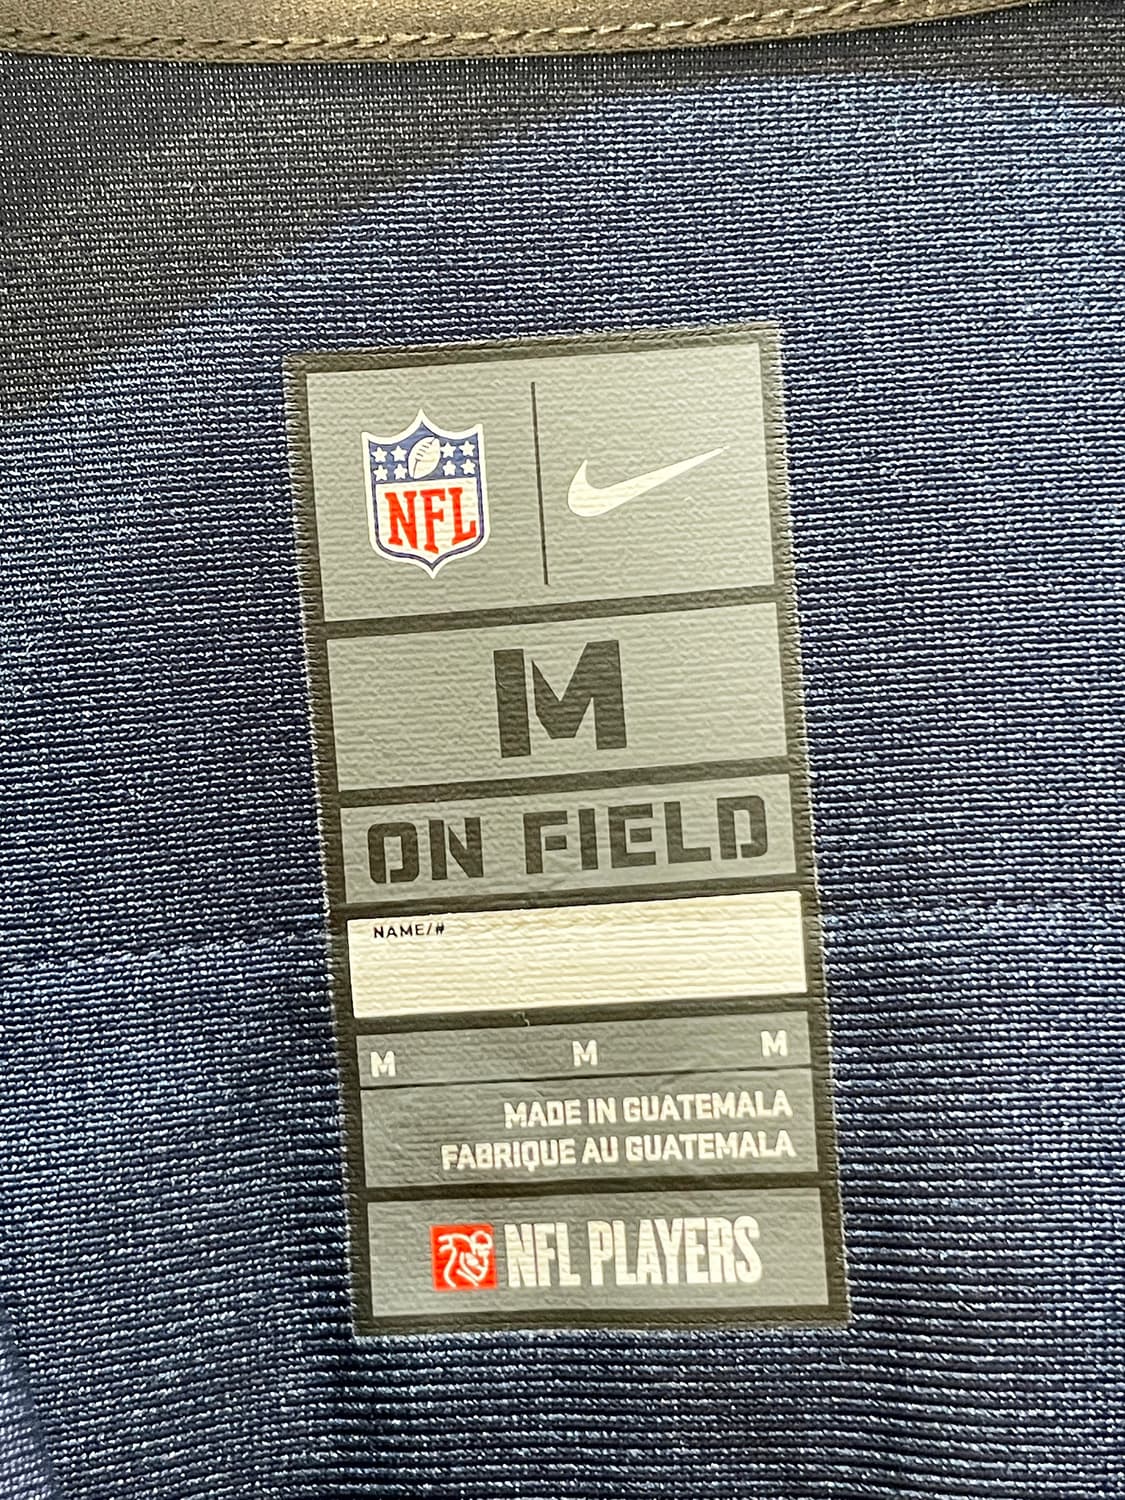 NFL
M
ON FIELD
NAME/#
M M M
MADE IN GUATEMALA
FABRIQUE AU GUATEMALA
NFL PLAYERS